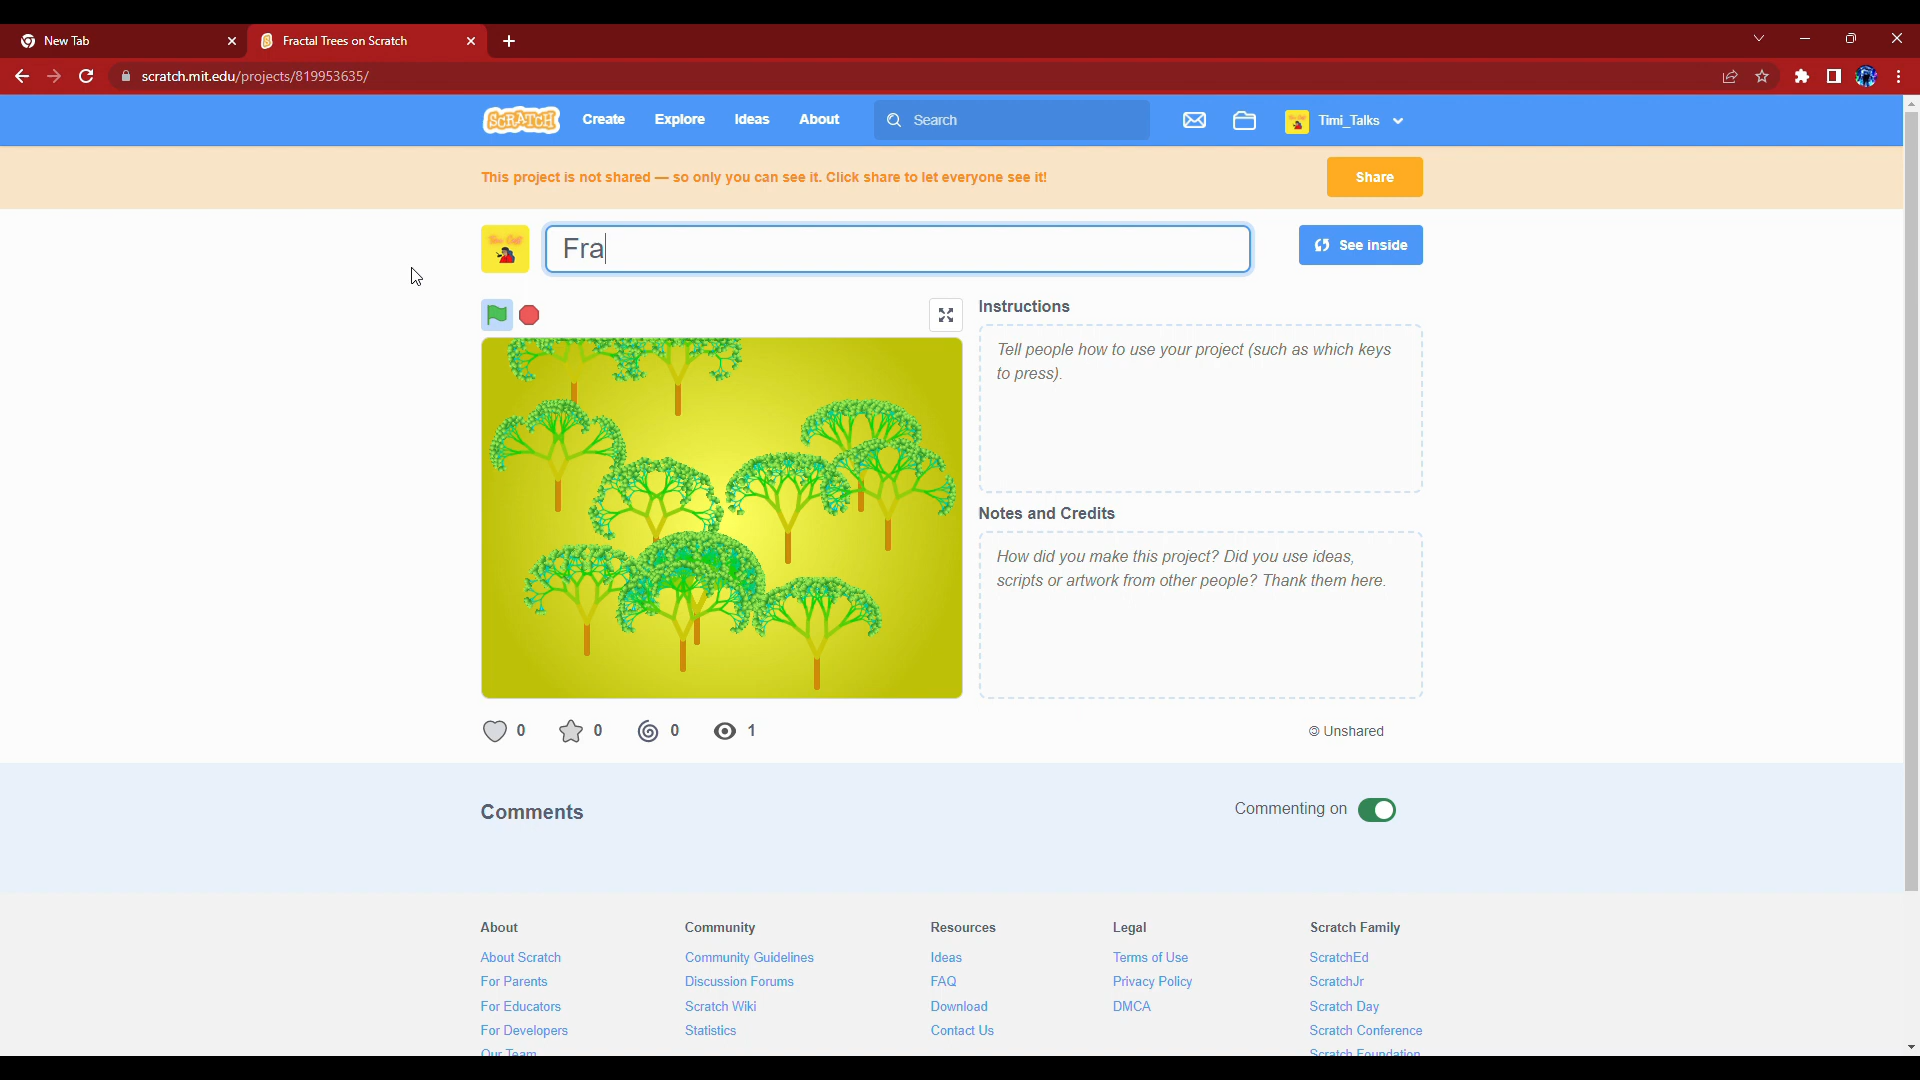 New Tab
Fractal Trees on Scratch
scratch.mit.edu/projects/819953635/
SCRATCH
Create
Explore
Ideas
About
Search
Timi_Talks
This project is not shared — so only you can see it. Click share to let everyone see it!
Share
Fra
See inside
Instructions
Tell people how to use your project (such as which keys
to press).
Notes and Credits
How did you make this project? Did you use ideas,
scripts or artwork from other people? Thank them here.
0
0
0
1
© Unshared
Comments
Commenting on
About
Community
Resources
Legal
Scratch Family
About Scratch
Community Guidelines
Ideas
Terms of Use
ScratchEd
For Parents
Discussion Forums
FAQ
Privacy Policy
ScratchJr
For Educators
Scratch Wiki
Download
DMCA
Scratch Day
For Developers
Statistics
Contact Us
Scratch Conference
Our Team
Scratch Foundation